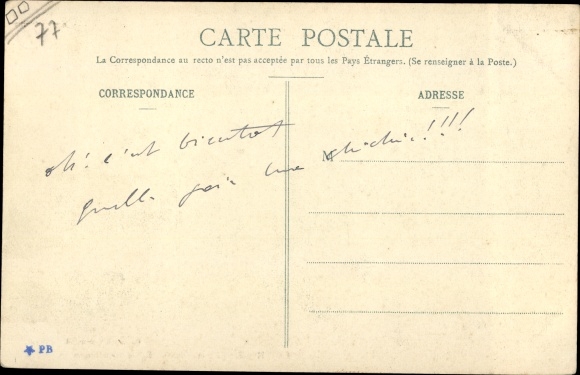 77
CARTE POSTALE
La Correspondance au recto n'est pas acceptée par tous les Pays Étrangers. (Se renseigner à la Poste.)
CORRESPONDANCE
ADRESSE
oh! c'est bientot
M
quelle une
PB